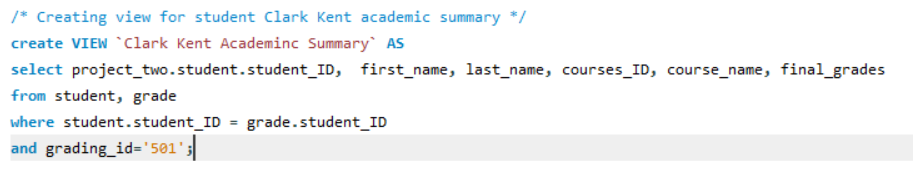 /* Creating view for student Clark Kent academic summary */
create VIEW `Clark Kent Academinc Summary` AS
select project_two.student.student_ID,  first_name, last_name, courses_ID, course_name, final_grades
from student, grade
where student.student_ID = grade.student_ID
and grading_id='501';